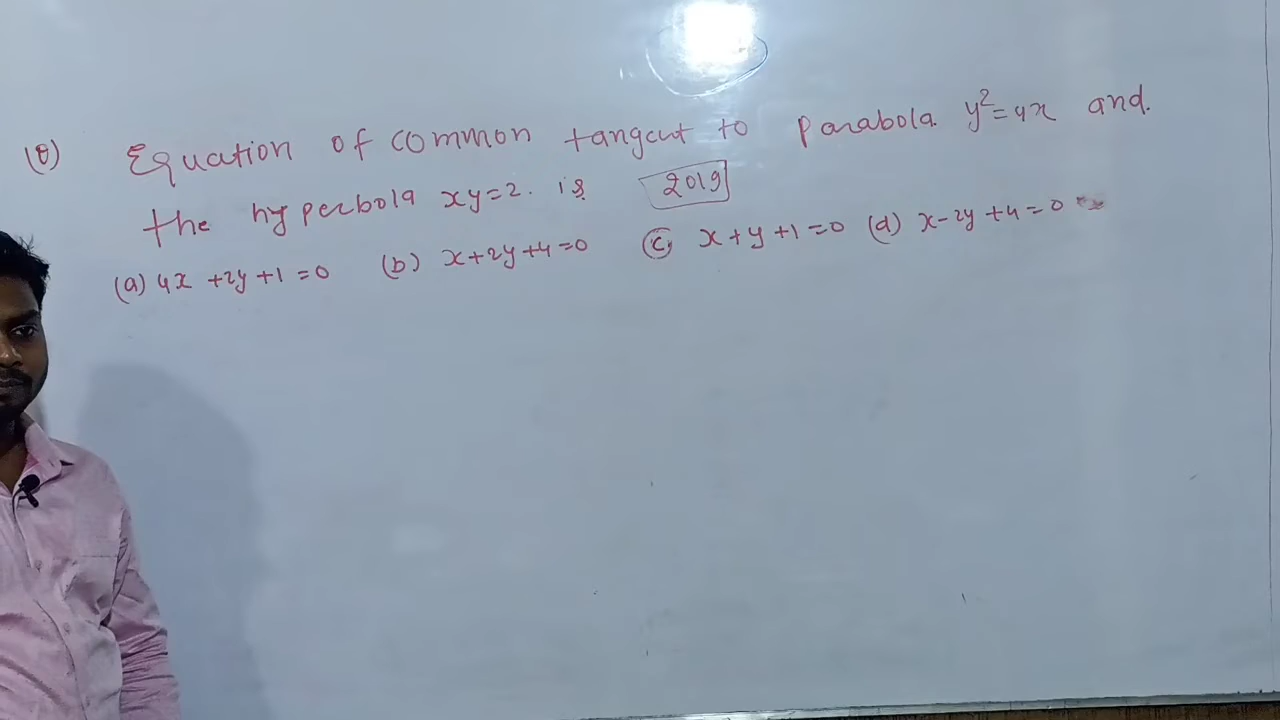 (Q) Equation of common tangent to parabola y²=4x and.
the hyperbola xy=2. is 2019
(a) 4x +2y +1 =0 (b) x+2y+4=0 (c) x+y+1=0 (d) x-2y+4=0